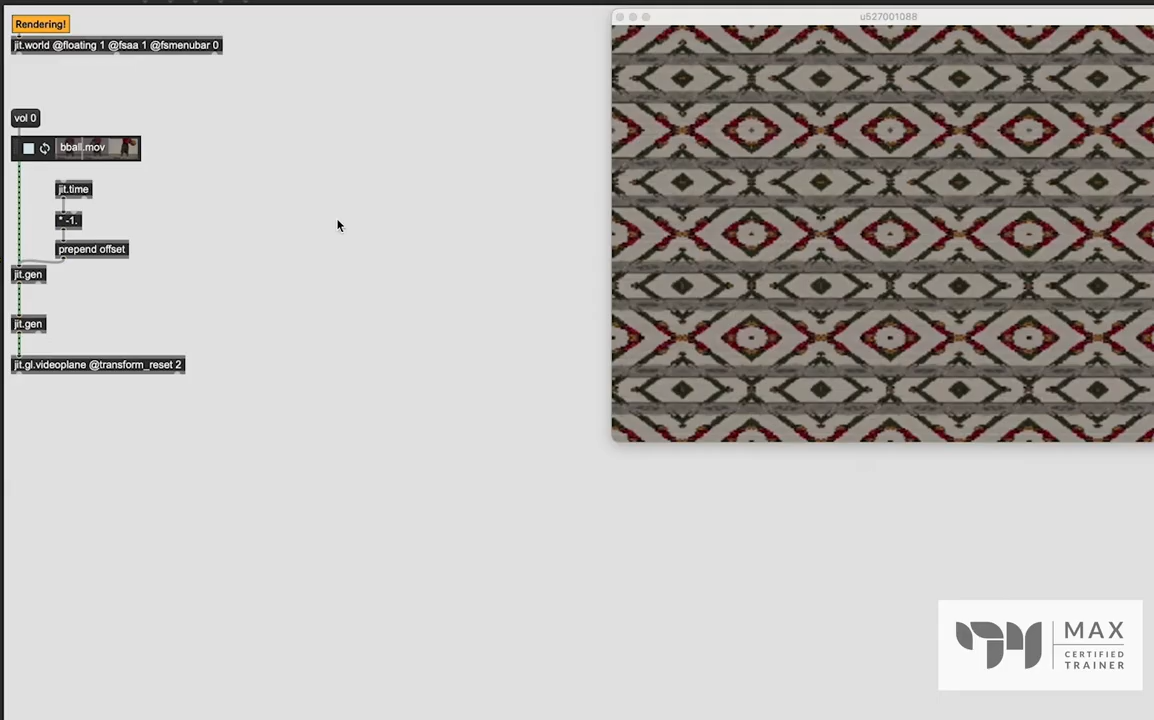 Rendering!
jit.world @floating 1 @fsaa 1 @fsmenubar 0
u527001088
vol 0
bball.mov
jit.time
* -1.
prepend offset
jit.gen
jit.gen
jit.gl.videoplane @transform_reset 2
MAX
CERTIFIED
TRAINER